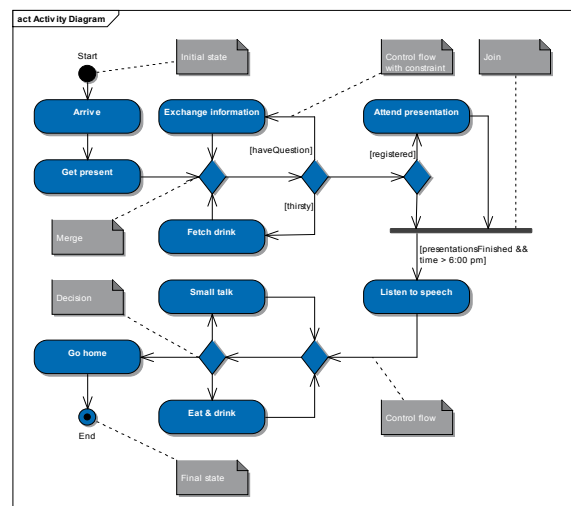 act Activity Diagram
Start
Initial state
Control flow
with constraint
Join
Arrive
Exchange information
Attend presentation
[haveQuestion]
[registered]
Get present
[thirsty]
Merge
Fetch drink
[presentationsFinished &&
time > 6:00 pm]
Decision
Small talk
Listen to speech
Go home
Eat & drink
Control flow
End
Final state